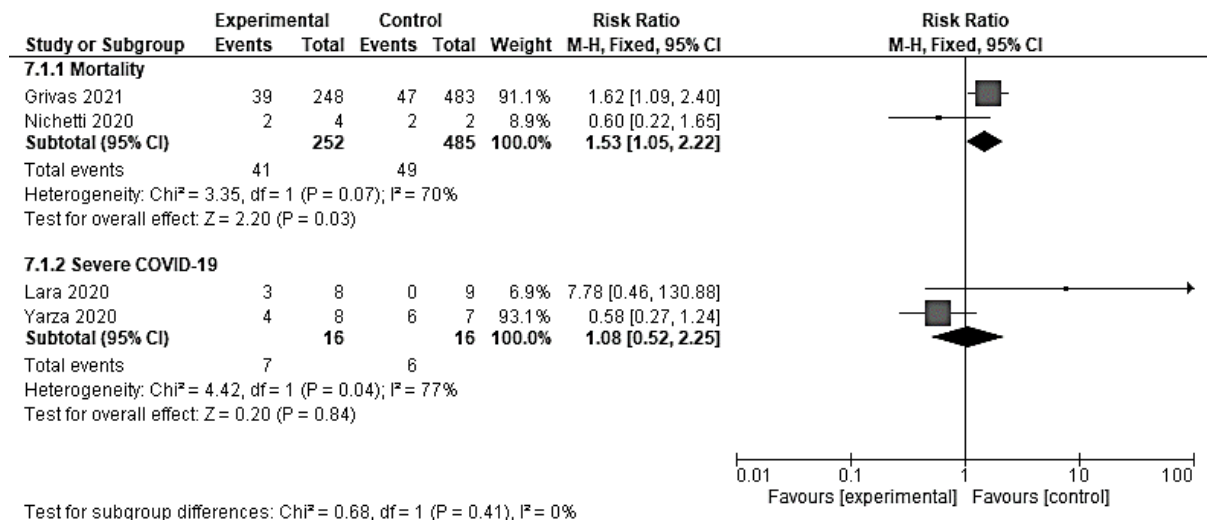 Experimental Control Risk Ratio Risk Ratio
Study or Subgroup Events Total Events Total Weight M-H, Fixed, 95% CI M-H, Fixed, 95% CI
7.1.1 Mortality
Grivas 2021 39 248 47 483 91.1% 1.62 [1.09, 2.40]
Nichetti 2020 2 4 2 2 8.9% 0.60 [0.22, 1.65]
Subtotal (95% CI) 252 485 100.0% 1.53 [1.05, 2.22]
Total events 41 49
Heterogeneity: Chi² = 3.35, df = 1 (P = 0.07); I² = 70%
Test for overall effect: Z = 2.20 (P = 0.03)
7.1.2 Severe COVID-19
Lara 2020 3 8 0 9 6.9% 7.78 [0.46, 130.88]
Yarza 2020 4 8 6 7 93.1% 0.58 [0.27, 1.24]
Subtotal (95% CI) 16 16 100.0% 1.08 [0.52, 2.25]
Total events 7 6
Heterogeneity: Chi² = 4.42, df = 1 (P = 0.04); I² = 77%
Test for overall effect: Z = 0.20 (P = 0.84)
0.01 0.1 1 10 100
Favours [experimental] Favours [control]
Test for subgroup differences: Chi² = 0.68, df = 1 (P = 0.41), I² = 0%